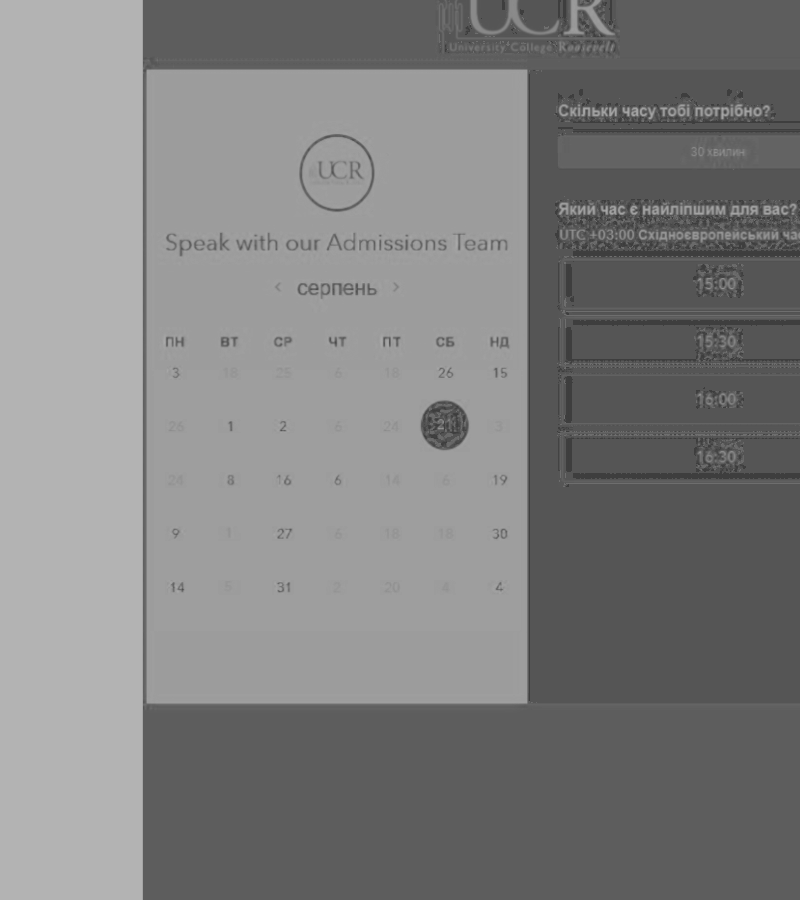 UCR
University College Roosevelt
UCR
Speak with our Admissions Team
< серпень >
ПН ВТ СР ЧТ ПТ СБ НД
3 18 25 6 18 26 15
26 1 2 6 24 3
24 8 16 6 14 6 19
9 1 27 6 18 18 30
14 5 31 2 20 4 4
Скільки часу тобі потрібно?
30 хвилин
Який час є найліпшим для вас?
UTC +03:00 Східноєвропейський
15:00
15:30
16:00
16:30